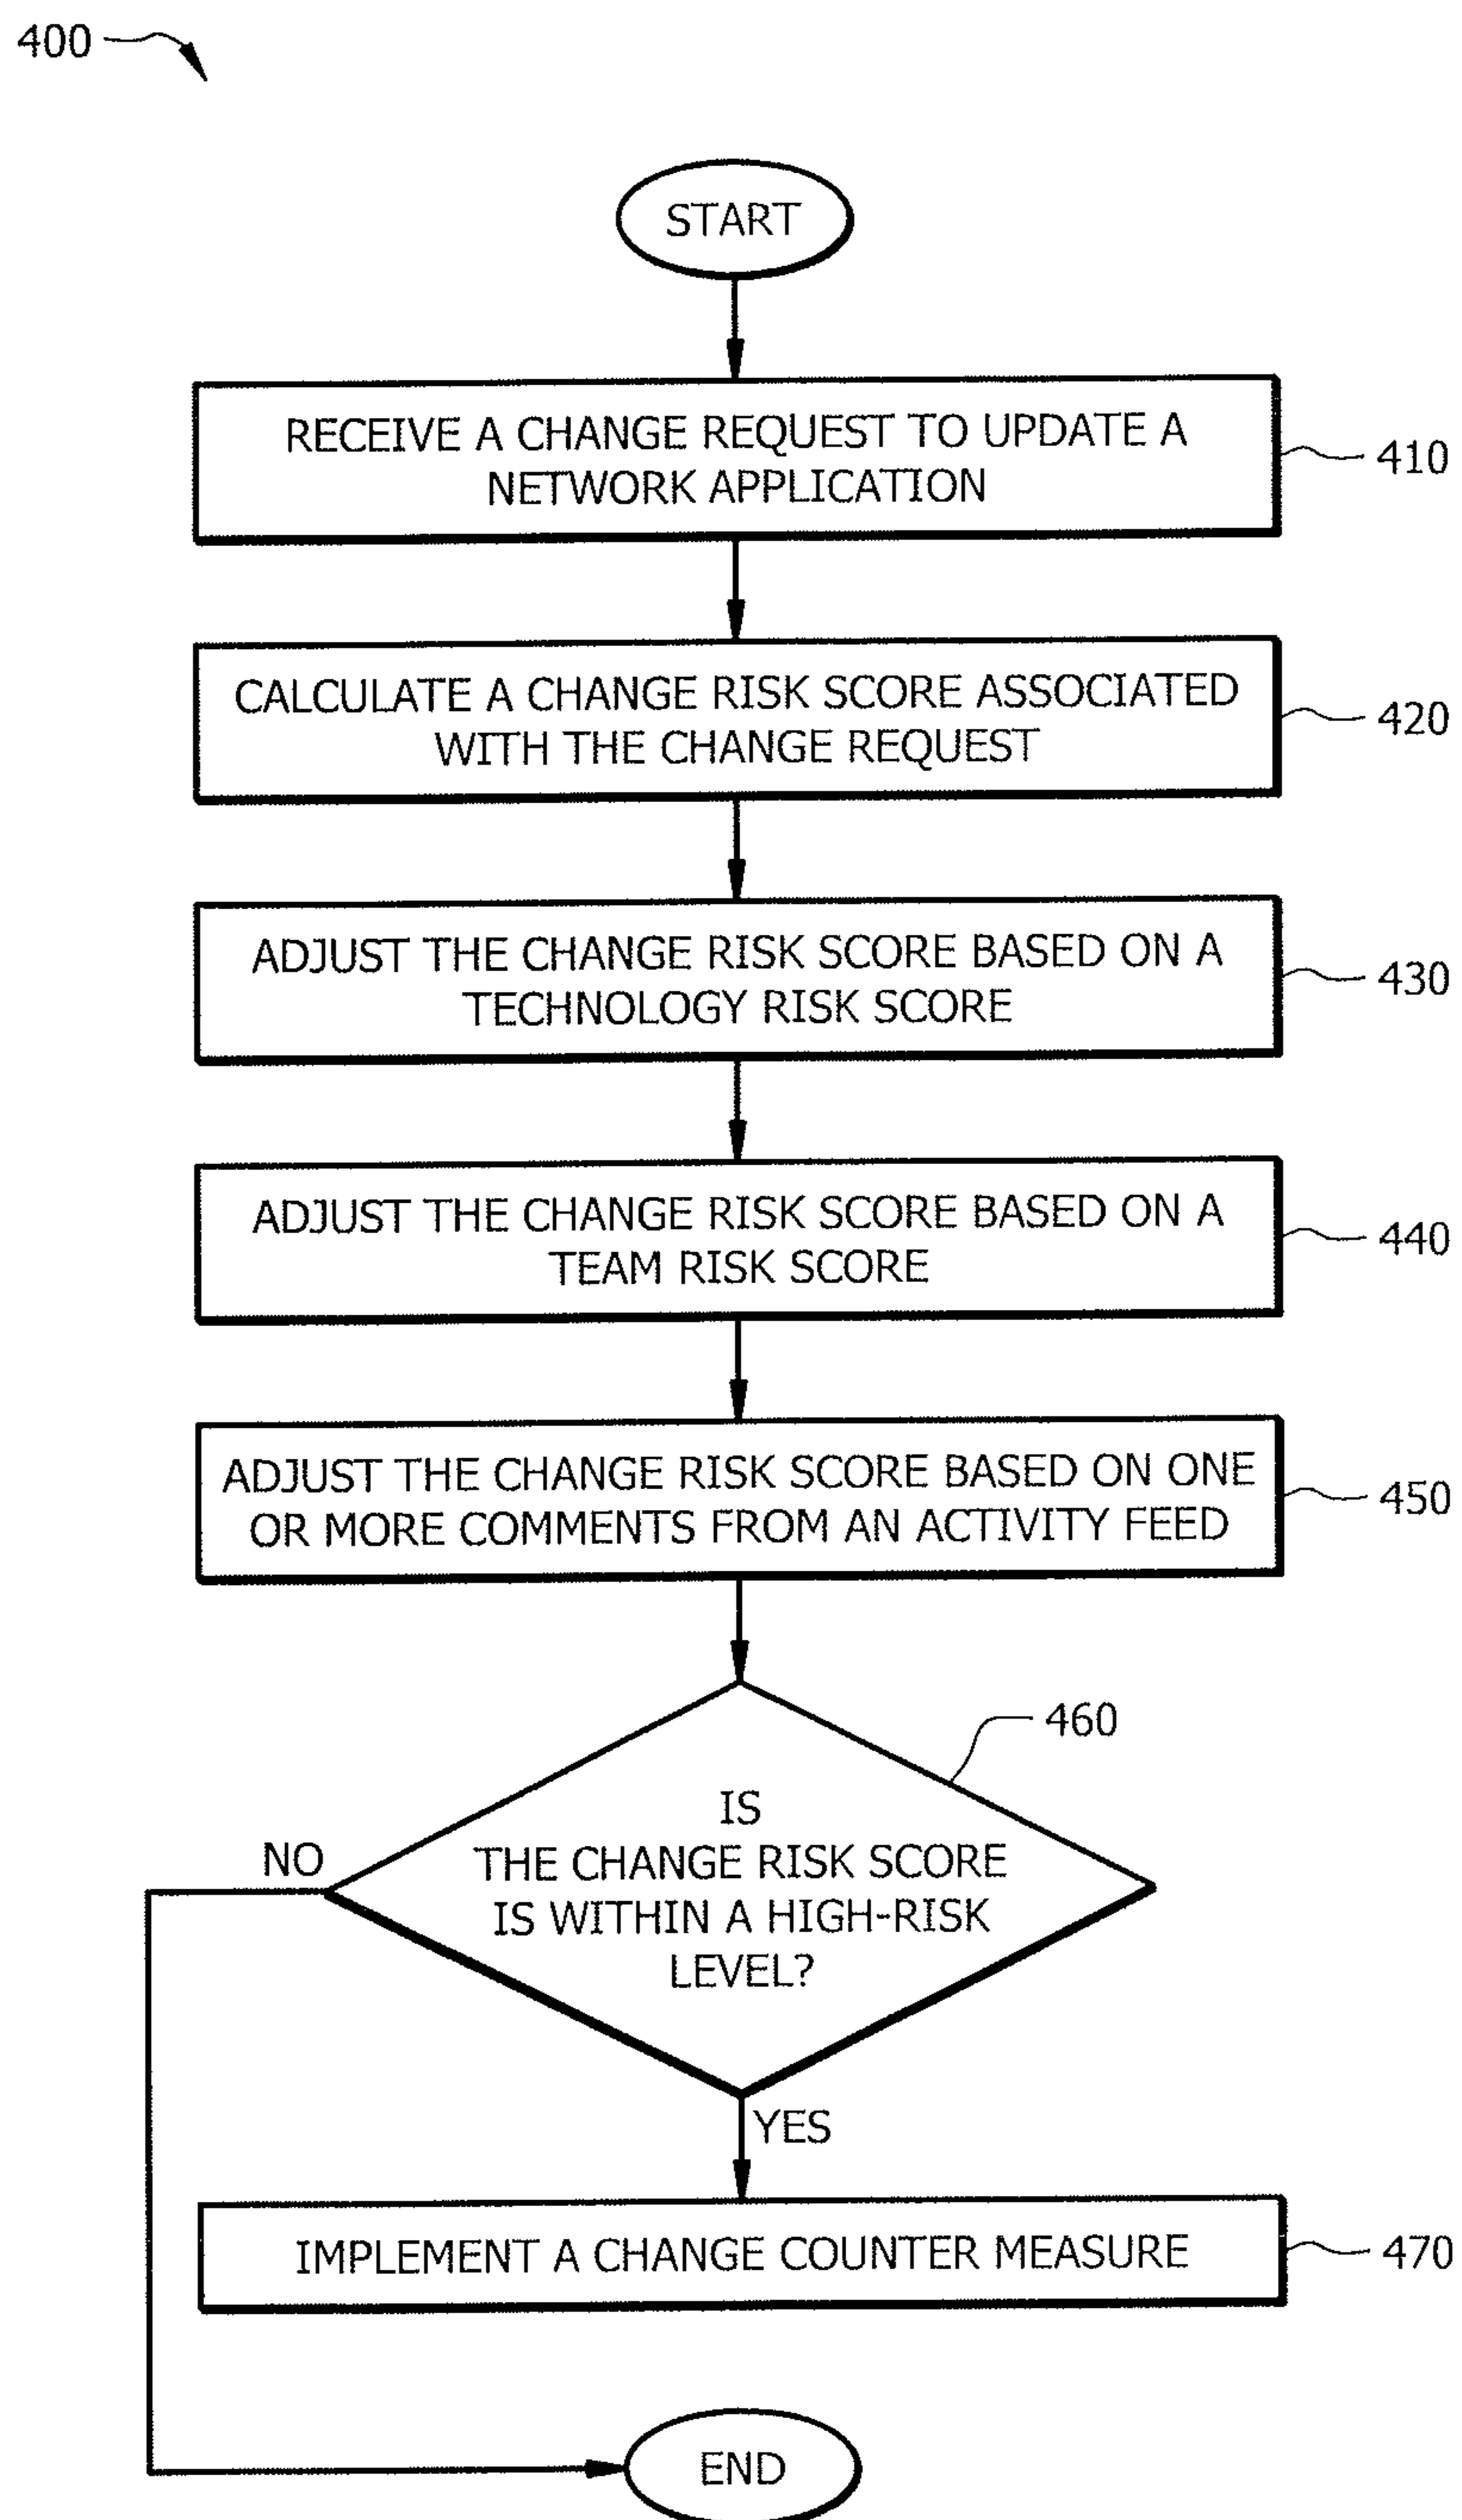 400
START
RECEIVE A CHANGE REQUEST TO UPDATE A
NETWORK APPLICATION
410
CALCULATE A CHANGE RISK SCORE ASSOCIATED
WITH THE CHANGE REQUEST
420
ADJUST THE CHANGE RISK SCORE BASED ON A
TECHNOLOGY RISK SCORE
430
ADJUST THE CHANGE RISK SCORE BASED ON A
TEAM RISK SCORE
440
ADJUST THE CHANGE RISK SCORE BASED ON ONE
OR MORE COMMENTS FROM AN ACTIVITY FEED
450
460
IS
THE CHANGE RISK SCORE
IS WITHIN A HIGH-RISK
LEVEL?
NO
YES
IMPLEMENT A CHANGE COUNTER MEASURE
470
END